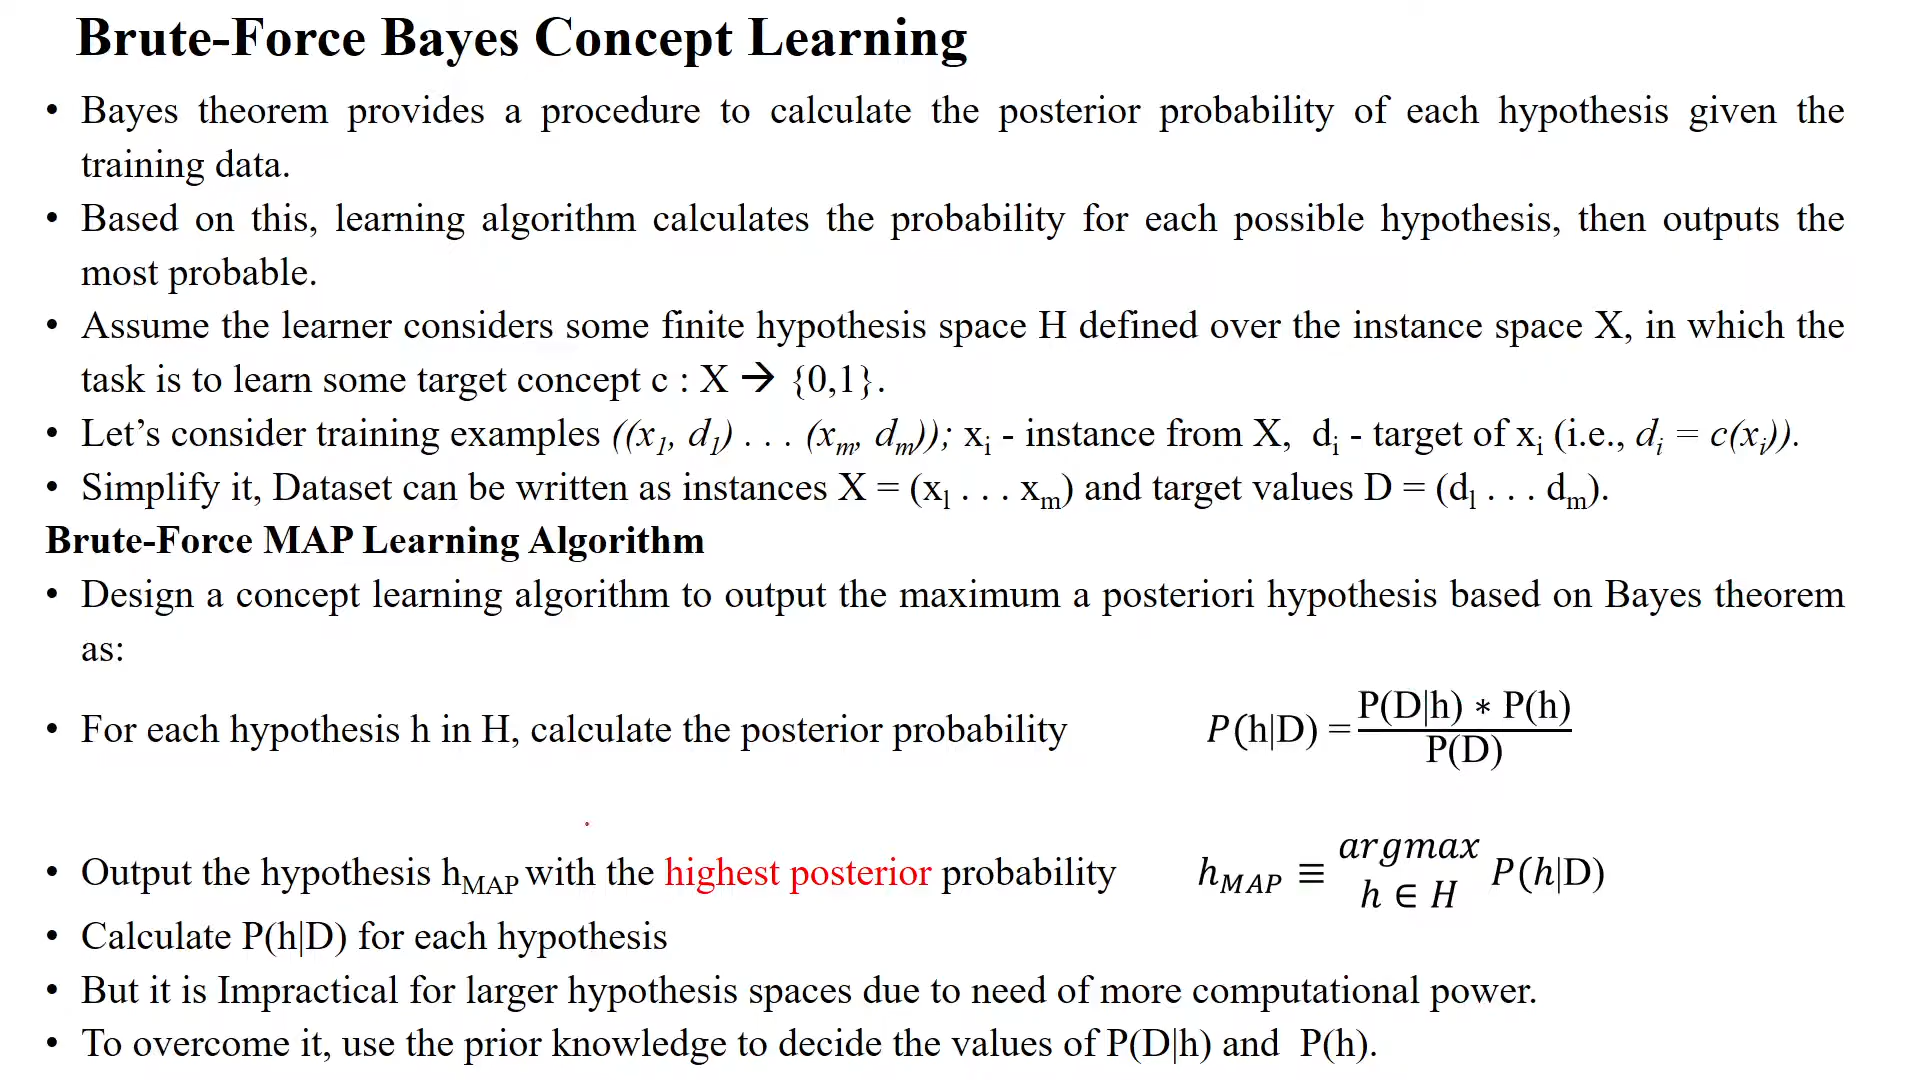 Brute-Force Bayes Concept Learning
• Bayes theorem provides a procedure to calculate the posterior probability of each hypothesis given the
training data.
• Based on this, learning algorithm calculates the probability for each possible hypothesis, then outputs the
most probable.
• Assume the learner considers some finite hypothesis space H defined over the instance space X, in which the
task is to learn some target concept c : X → {0,1}.
• Let’s consider training examples ((x₁, d₁) . . . (xₘ, dₘ)); xᵢ - instance from X, dᵢ - target of xᵢ (i.e., dᵢ = c(xᵢ)).
• Simplify it, Dataset can be written as instances X = (xₗ . . . xₘ) and target values D = (dₗ . . . dₘ).
Brute-Force MAP Learning Algorithm
• Design a concept learning algorithm to output the maximum a posteriori hypothesis based on Bayes theorem
as:
• For each hypothesis h in H, calculate the posterior probability P(h|D) = P(D|h) ∗ P(h) / P(D)
• Output the hypothesis h_MAP with the highest posterior probability h_MAP ≡ argmax h ∈ H P(h|D)
• Calculate P(h|D) for each hypothesis
• But it is Impractical for larger hypothesis spaces due to need of more computational power.
• To overcome it, use the prior knowledge to decide the values of P(D|h) and P(h).